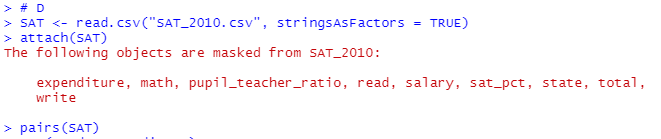 > # D
> SAT <- read.csv("SAT_2010.csv", stringsAsFactors = TRUE)
> attach(SAT)
The following objects are masked from SAT_2010:
expenditure, math, pupil_teacher_ratio, read, salary, sat_pct, state, total,
write
> pairs(SAT)